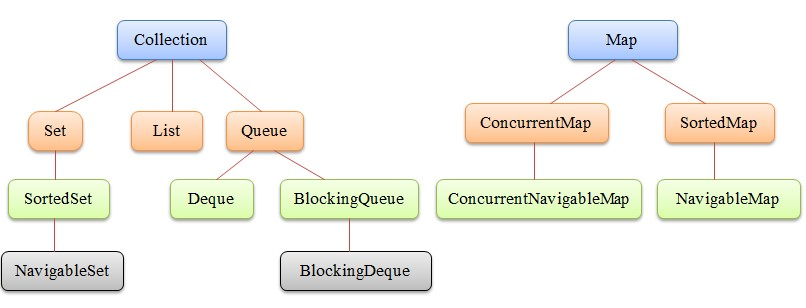 Collection
Map
Set
List
Queue
ConcurrentMap
SortedMap
SortedSet
Deque
BlockingQueue
ConcurrentNavigableMap
NavigableMap
NavigableSet
BlockingDeque